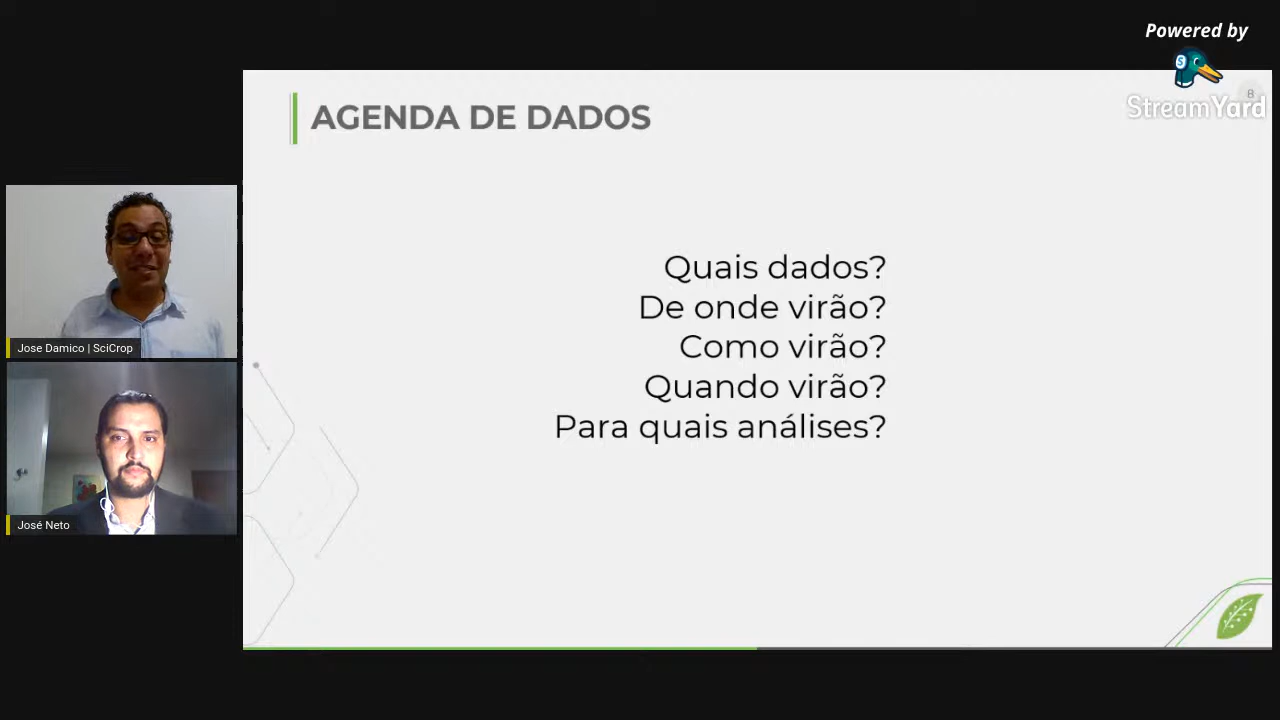 Powered by
StreamYard
8
AGENDA DE DADOS
Quais dados?
De onde virão?
Como virão?
Quando virão?
Para quais análises?
Jose Damico | SciCrop
José Neto